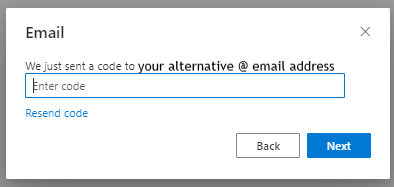 Email
We just sent a code to your alternative @ email address
Enter code
Resend code
Back Next